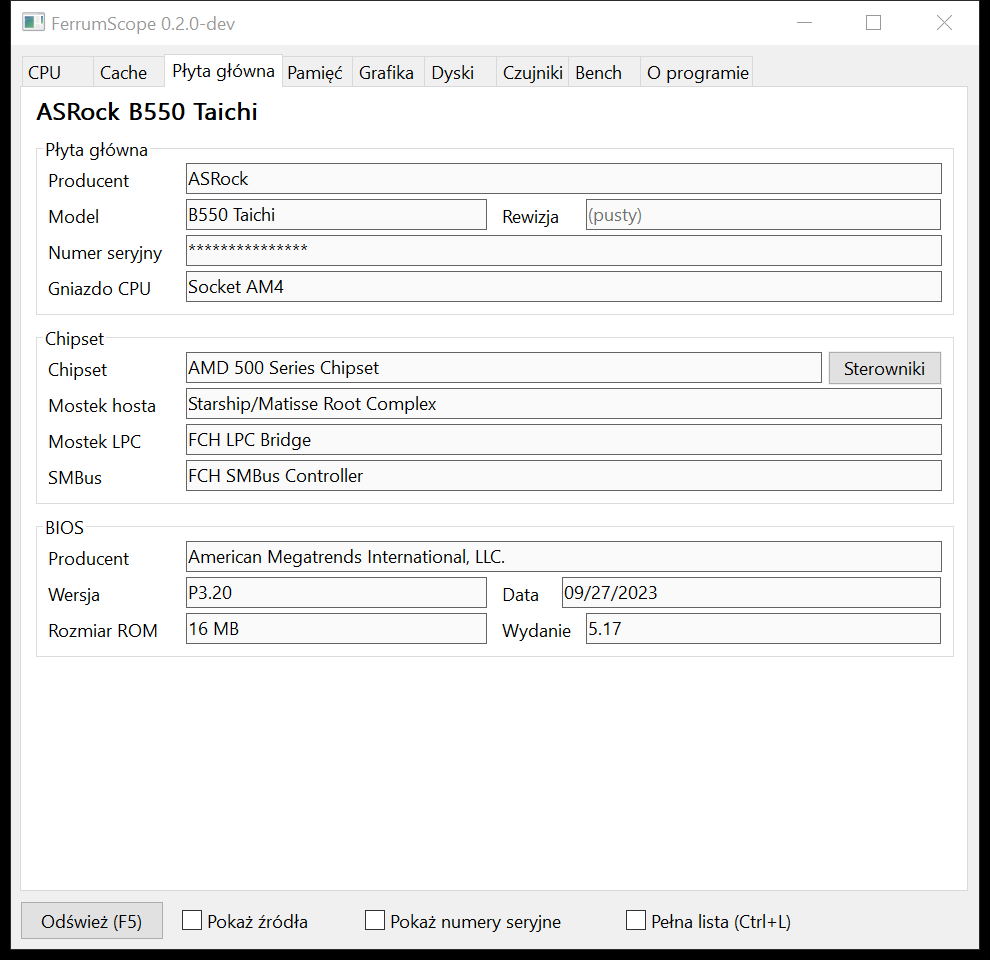 FerrumScope 0.2.0-dev
CPU Cache Płyta główna Pamięć Grafika Dyski Czujniki Bench O programie
ASRock B550 Taichi
Płyta główna
Producent ASRock
Model B550 Taichi Rewizja (pusty)
Numer seryjny ***************
Gniazdo CPU Socket AM4
Chipset
Chipset AMD 500 Series Chipset Sterowniki
Mostek hosta Starship/Matisse Root Complex
Mostek LPC FCH LPC Bridge
SMBus FCH SMBus Controller
BIOS
Producent American Megatrends International, LLC.
Wersja P3.20 Data 09/27/2023
Rozmiar ROM 16 MB Wydanie 5.17
Odśwież (F5) Pokaż źródła Pokaż numery seryjne Pełna lista (Ctrl+L)